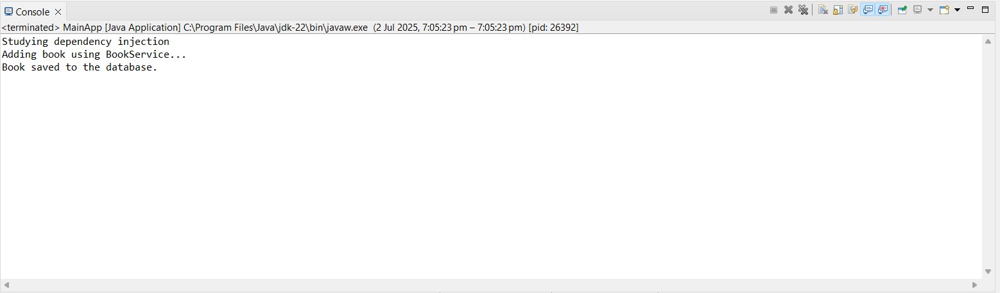 Console
<terminated> MainApp [Java Application] C:\Program Files\Java\jdk-22\bin\javaw.exe (2 Jul 2025, 7:05:23 pm – 7:05:23 pm) [pid: 26392]
Studying dependency injection
Adding book using BookService...
Book saved to the database.